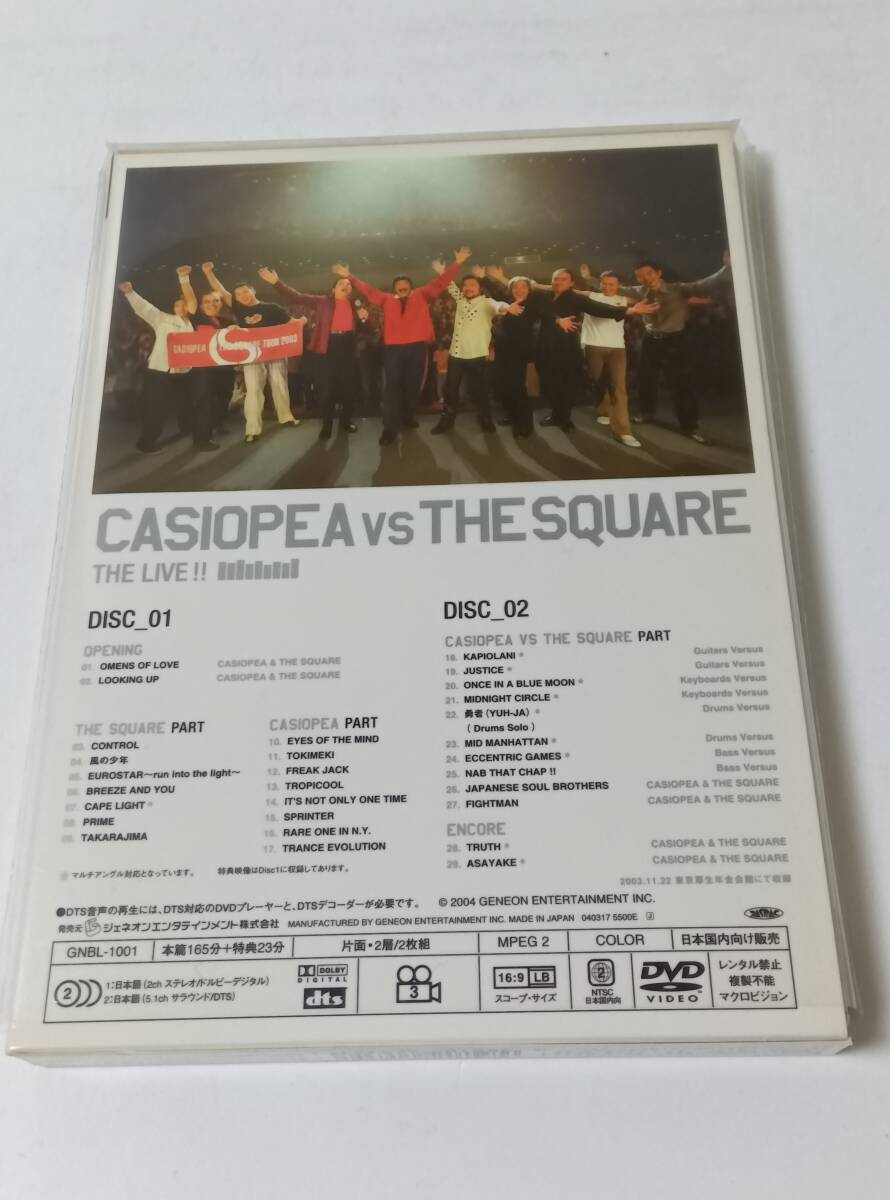 CASIOPEA THE SQUARE TOUR 2003
CASIOPEA VS THE SQUARE
THE LIVE!!
DISC_01
OPENING
01. OMENS OF LOVE CASIOPEA & THE SQUARE
02. LOOKING UP CASIOPEA & THE SQUARE
THE SQUARE PART
03. CONTROL
04. 風の少年
05. EUROSTAR〜run into the light〜
06. BREEZE AND YOU
07. CAPE LIGHT*
08. PRIME
09. TAKARAJIMA
CASIOPEA PART
10. EYES OF THE MIND
11. TOKIMEKI
12. FREAK JACK
13. TROPICOOL
14. IT'S NOT ONLY ONE TIME
15. SPRINTER
16. RARE ONE IN N.Y.
17. TRANCE EVOLUTION
*マルチアングル対応となっています。 特典映像はDisc1に収録してあります。
DISC_02
CASIOPEA VS THE SQUARE PART
18. KAPIOLANI* Guitars Versus
19. JUSTICE* Guitars Versus
20. ONCE IN A BLUE MOON* Keyboards Versus
21. MIDNIGHT CIRCLE* Keyboards Versus
22. 勇者(YUH-JA)* Drums Versus
(Drums Solo)
23. MID MANHATTAN* Drums Versus
24. ECCENTRIC GAMES* Bass Versus
25. NAB THAT CHAP!! Bass Versus
26. JAPANESE SOUL BROTHERS CASIOPEA & THE SQUARE
27. FIGHTMAN CASIOPEA & THE SQUARE
ENCORE
28. TRUTH* CASIOPEA & THE SQUARE
29. ASAYAKE* CASIOPEA & THE SQUARE
2003.11.22 東京厚生年金会館にて収録
●DTS音声の再生には、DTS対応のDVDプレーヤーと、DTSデコーダーが必要です。 © 2004 GENEON ENTERTAINMENT INC.
発売元 ジェネオンエンタテインメント株式会社 MANUFACTURED BY GENEON ENTERTAINMENT INC. MADE IN JAPAN 040317 5500E J
JASRAC
GNBL-1001 本篇165分+特典23分 片面・2層/2枚組 MPEG 2 COLOR 日本国内向け販売
2 1:日本語(2ch ステレオ/ドルビーデジタル)
2:日本語(5.1ch サラウンド/DTS)
DOLBY DIGITAL
dts
3
16:9 LB
スコープ・サイズ
2
NTSC
日本国内向
DVD
VIDEO
レンタル禁止
複製不能
マクロビジョン